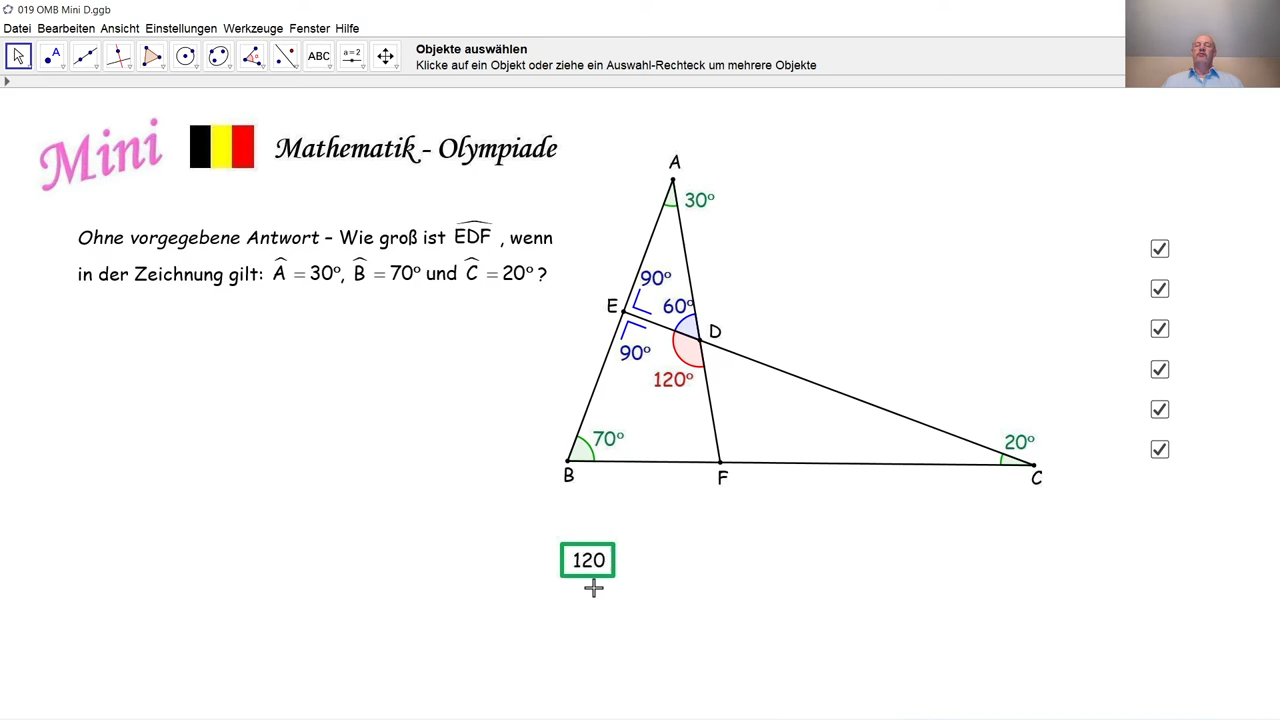 019 OMB Mini D.ggb
Datei Bearbeiten Ansicht Einstellungen Werkzeuge Fenster Hilfe
A ABC a=2
Objekte auswählen
Klicke auf ein Objekt oder ziehe ein Auswahl-Rechteck um mehrere Objekte
Mini Mathematik - Olympiade
Ohne vorgegebene Antwort – Wie groß ist EDF , wenn
in der Zeichnung gilt: A = 30°, B = 70° und C = 20° ?
A
30°
90°
E 60°
D
90°
120°
70°
20°
B F C
120